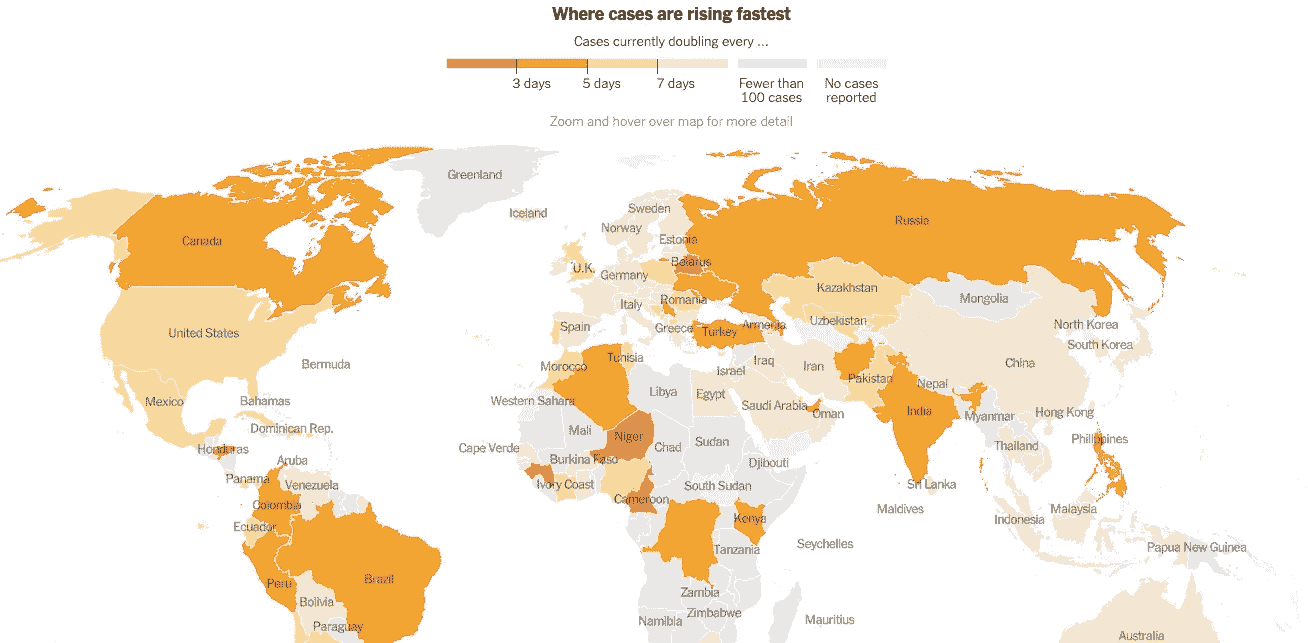 Where cases are rising fastest
Cases currently doubling every ...
3 days
5 days
7 days
Fewer than
100 cases
No cases
reported
Zoom and hover over map for more detail
Greenland
Iceland
Sweden
Norway
Russia
Canada
Estonia
U.K.
Belarus
Germany
Kazakhstan
Mongolia
Italy
Romania
United States
Spain
Greece
Turkey
Armenia
Uzbekistan
North Korea
South Korea
Bermuda
Morocco
Tunisia
Israel
Iraq
Iran
China
Pakistan
Nepal
Mexico
Bahamas
Western Sahara
Libya
Egypt
Saudi Arabia
Oman
India
Myanmar
Hong Kong
Dominican Rep.
Honduras
Cape Verde
Mali
Niger
Chad
Sudan
Thailand
Philippines
Aruba
Burkina Faso
Djibouti
Panama
Venezuela
Ivory Coast
South Sudan
Sri Lanka
Colombia
Cameroon
Maldives
Malaysia
Ecuador
Kenya
Indonesia
Seychelles
Tanzania
Papua New Guinea
Peru
Brazil
Bolivia
Zambia
Zimbabwe
Paraguay
Namibia
Mauritius
Australia